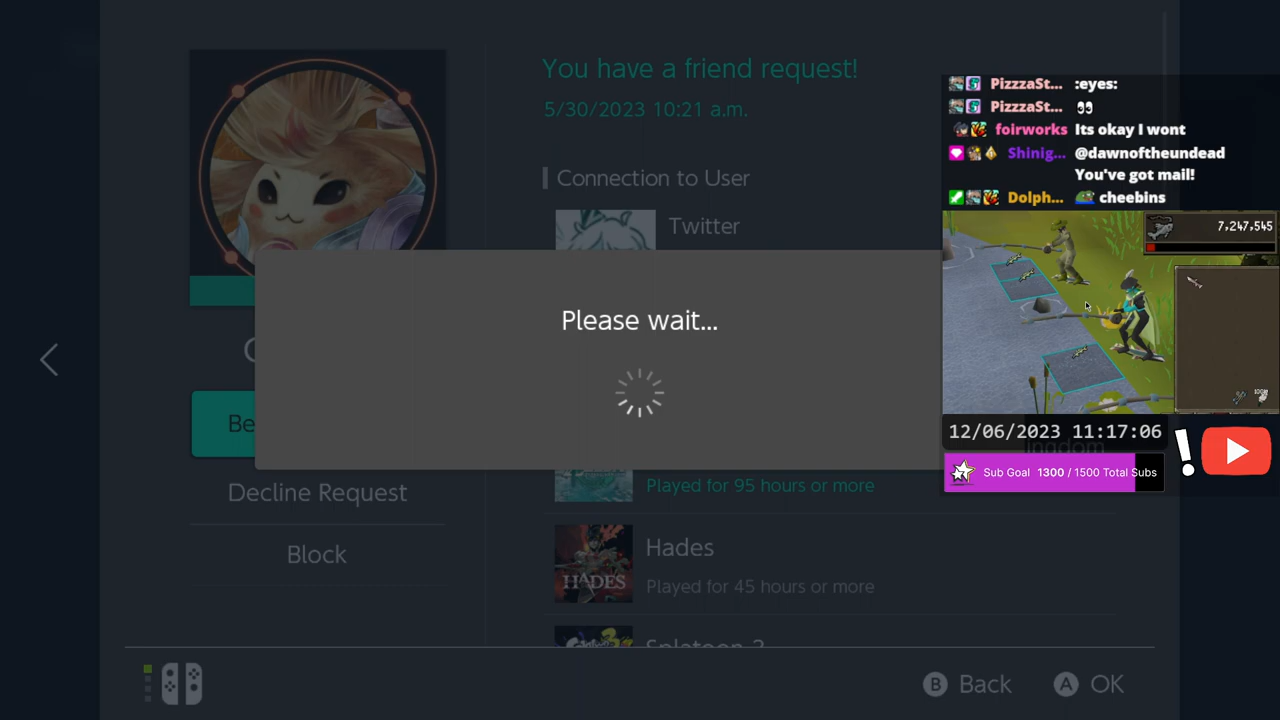 You have a friend request!
5/30/2023 10:21 a.m.
Connection to User
Twitter
Please wait...
Be
Decline Request
Block
Played for 95 hours or more
HADES
Hades
Played for 45 hours or more
B Back
A OK
PizzzaSt... :eyes:
PizzzaSt... 👀
foirworks Its okay I wont
Shinig... @dawnoftheundead
You've got mail!
Dolph... cheebins
7,247,545
12/06/2023 11:17:06
!
Sub Goal 1300 / 1500 Total Subs